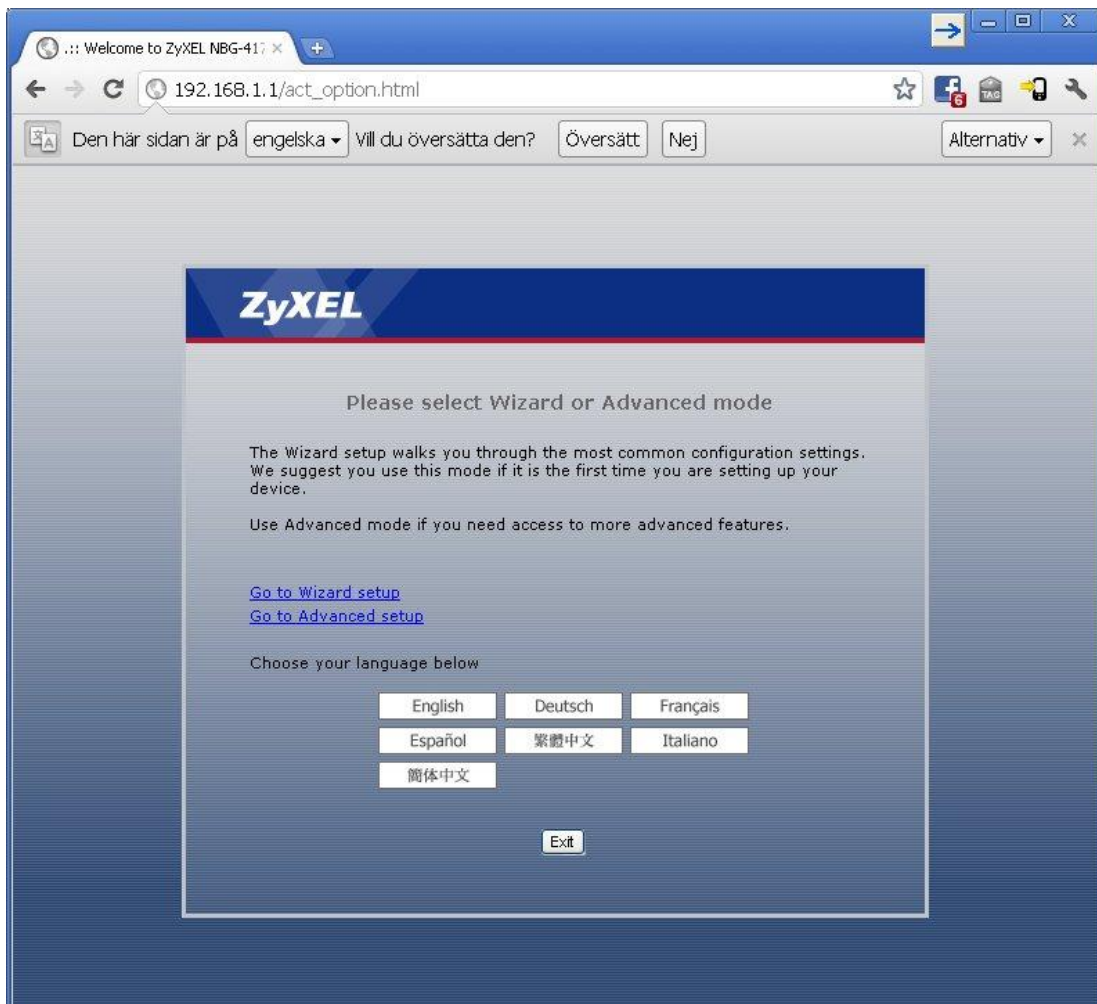 .:: Welcome to ZyXEL NBG-417
192.168.1.1/act_option.html
6
TAG
Den här sidan är på engelska Vill du översätta den? Översätt Nej Alternativ
ZyXEL
Please select Wizard or Advanced mode
The Wizard setup walks you through the most common configuration settings.
We suggest you use this mode if it is the first time you are setting up your
device.
Use Advanced mode if you need access to more advanced features.
Go to Wizard setup
Go to Advanced setup
Choose your language below
English Deutsch Français
Español 繁體中文 Italiano
簡体中文
Exit